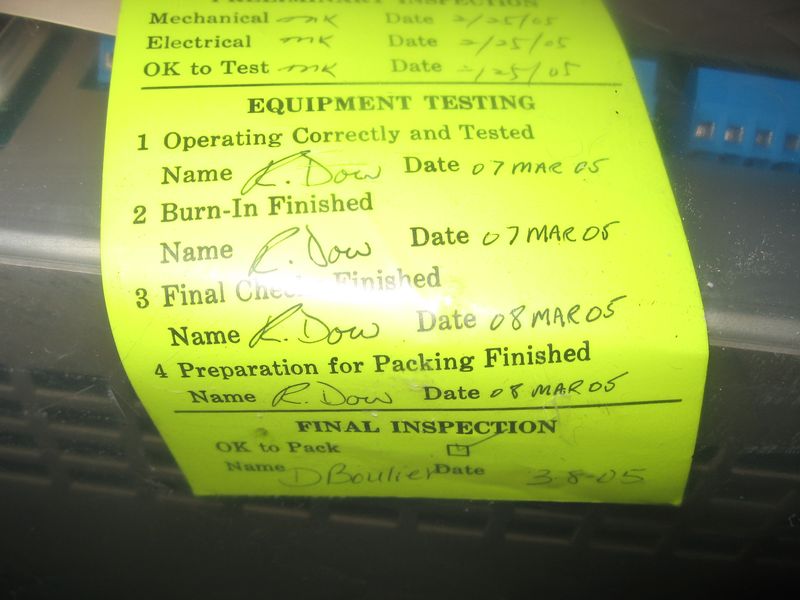 PRELIMINARY INSPECTION
Mechanical mk Date 2/25/05
Electrical mk Date 2/25/05
OK to Test mk Date 2/25/05
EQUIPMENT TESTING
1 Operating Correctly and Tested
Name R. Dow Date 07 MAR 05
2 Burn-In Finished
Name R. Dow Date 07 MAR 05
3 Final Check Finished
Name R. Dow Date 08 MAR 05
4 Preparation for Packing Finished
Name R. Dow Date 08 MAR 05
FINAL INSPECTION
OK to Pack
Name D Boulier Date 3-8-05